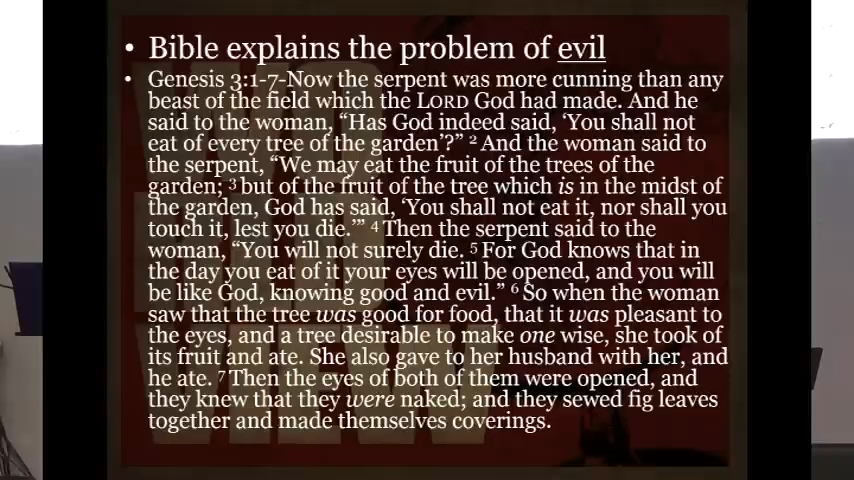 • Bible explains the problem of evil
• Genesis 3:1-7-Now the serpent was more cunning than any
beast of the field which the LORD God had made. And he
said to the woman, “Has God indeed said, ‘You shall not
eat of every tree of the garden’?” 2 And the woman said to
the serpent, “We may eat the fruit of the trees of the
garden; 3 but of the fruit of the tree which is in the midst of
the garden, God has said, ‘You shall not eat it, nor shall you
touch it, lest you die.’” 4 Then the serpent said to the
woman, “You will not surely die. 5 For God knows that in
the day you eat of it your eyes will be opened, and you will
be like God, knowing good and evil.” 6 So when the woman
saw that the tree was good for food, that it was pleasant to
the eyes, and a tree desirable to make one wise, she took of
its fruit and ate. She also gave to her husband with her, and
he ate. 7 Then the eyes of both of them were opened, and
they knew that they were naked; and they sewed fig leaves
together and made themselves coverings.
VIEW